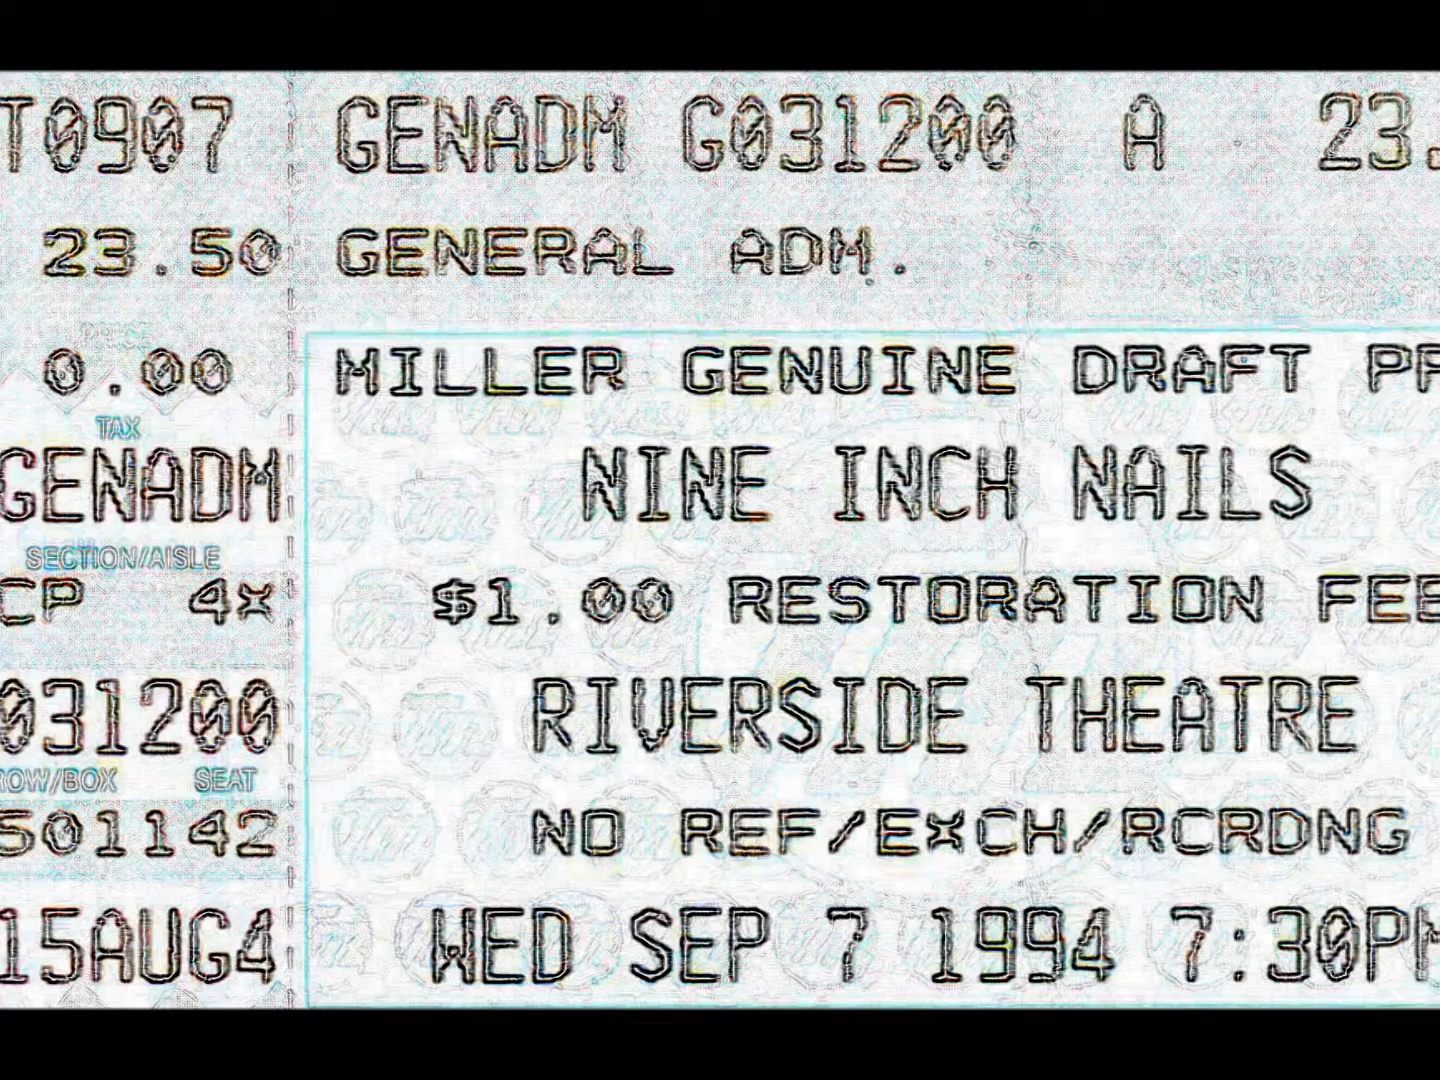 T0907 GENADM G031200 A 23.
23.50 GENERAL ADM.
PRICE
0.00 MILLER GENUINE DRAFT
TAX
GENADM NINE INCH NAILS
SECTION/AISLE
CP 4X $1.00 RESTORATION FEE
031200 RIVERSIDE THEATRE
ROW/BOX SEAT
501142 NO REF/EXCH/RCRDNG
15AUG4 WED SEP 7 1994 7:30PM